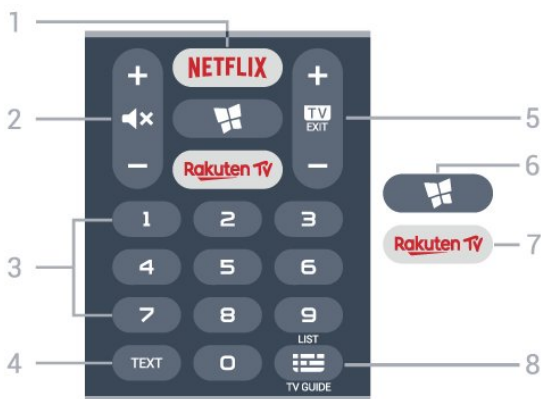 1
NETFLIX
+ +
2
TV
EXIT
5
- -
6
Rakuten TV
Rakuten TV
7
1 2 3
3
4 5 6
7 8 9
LIST
4
TEXT
0
8
TV GUIDE